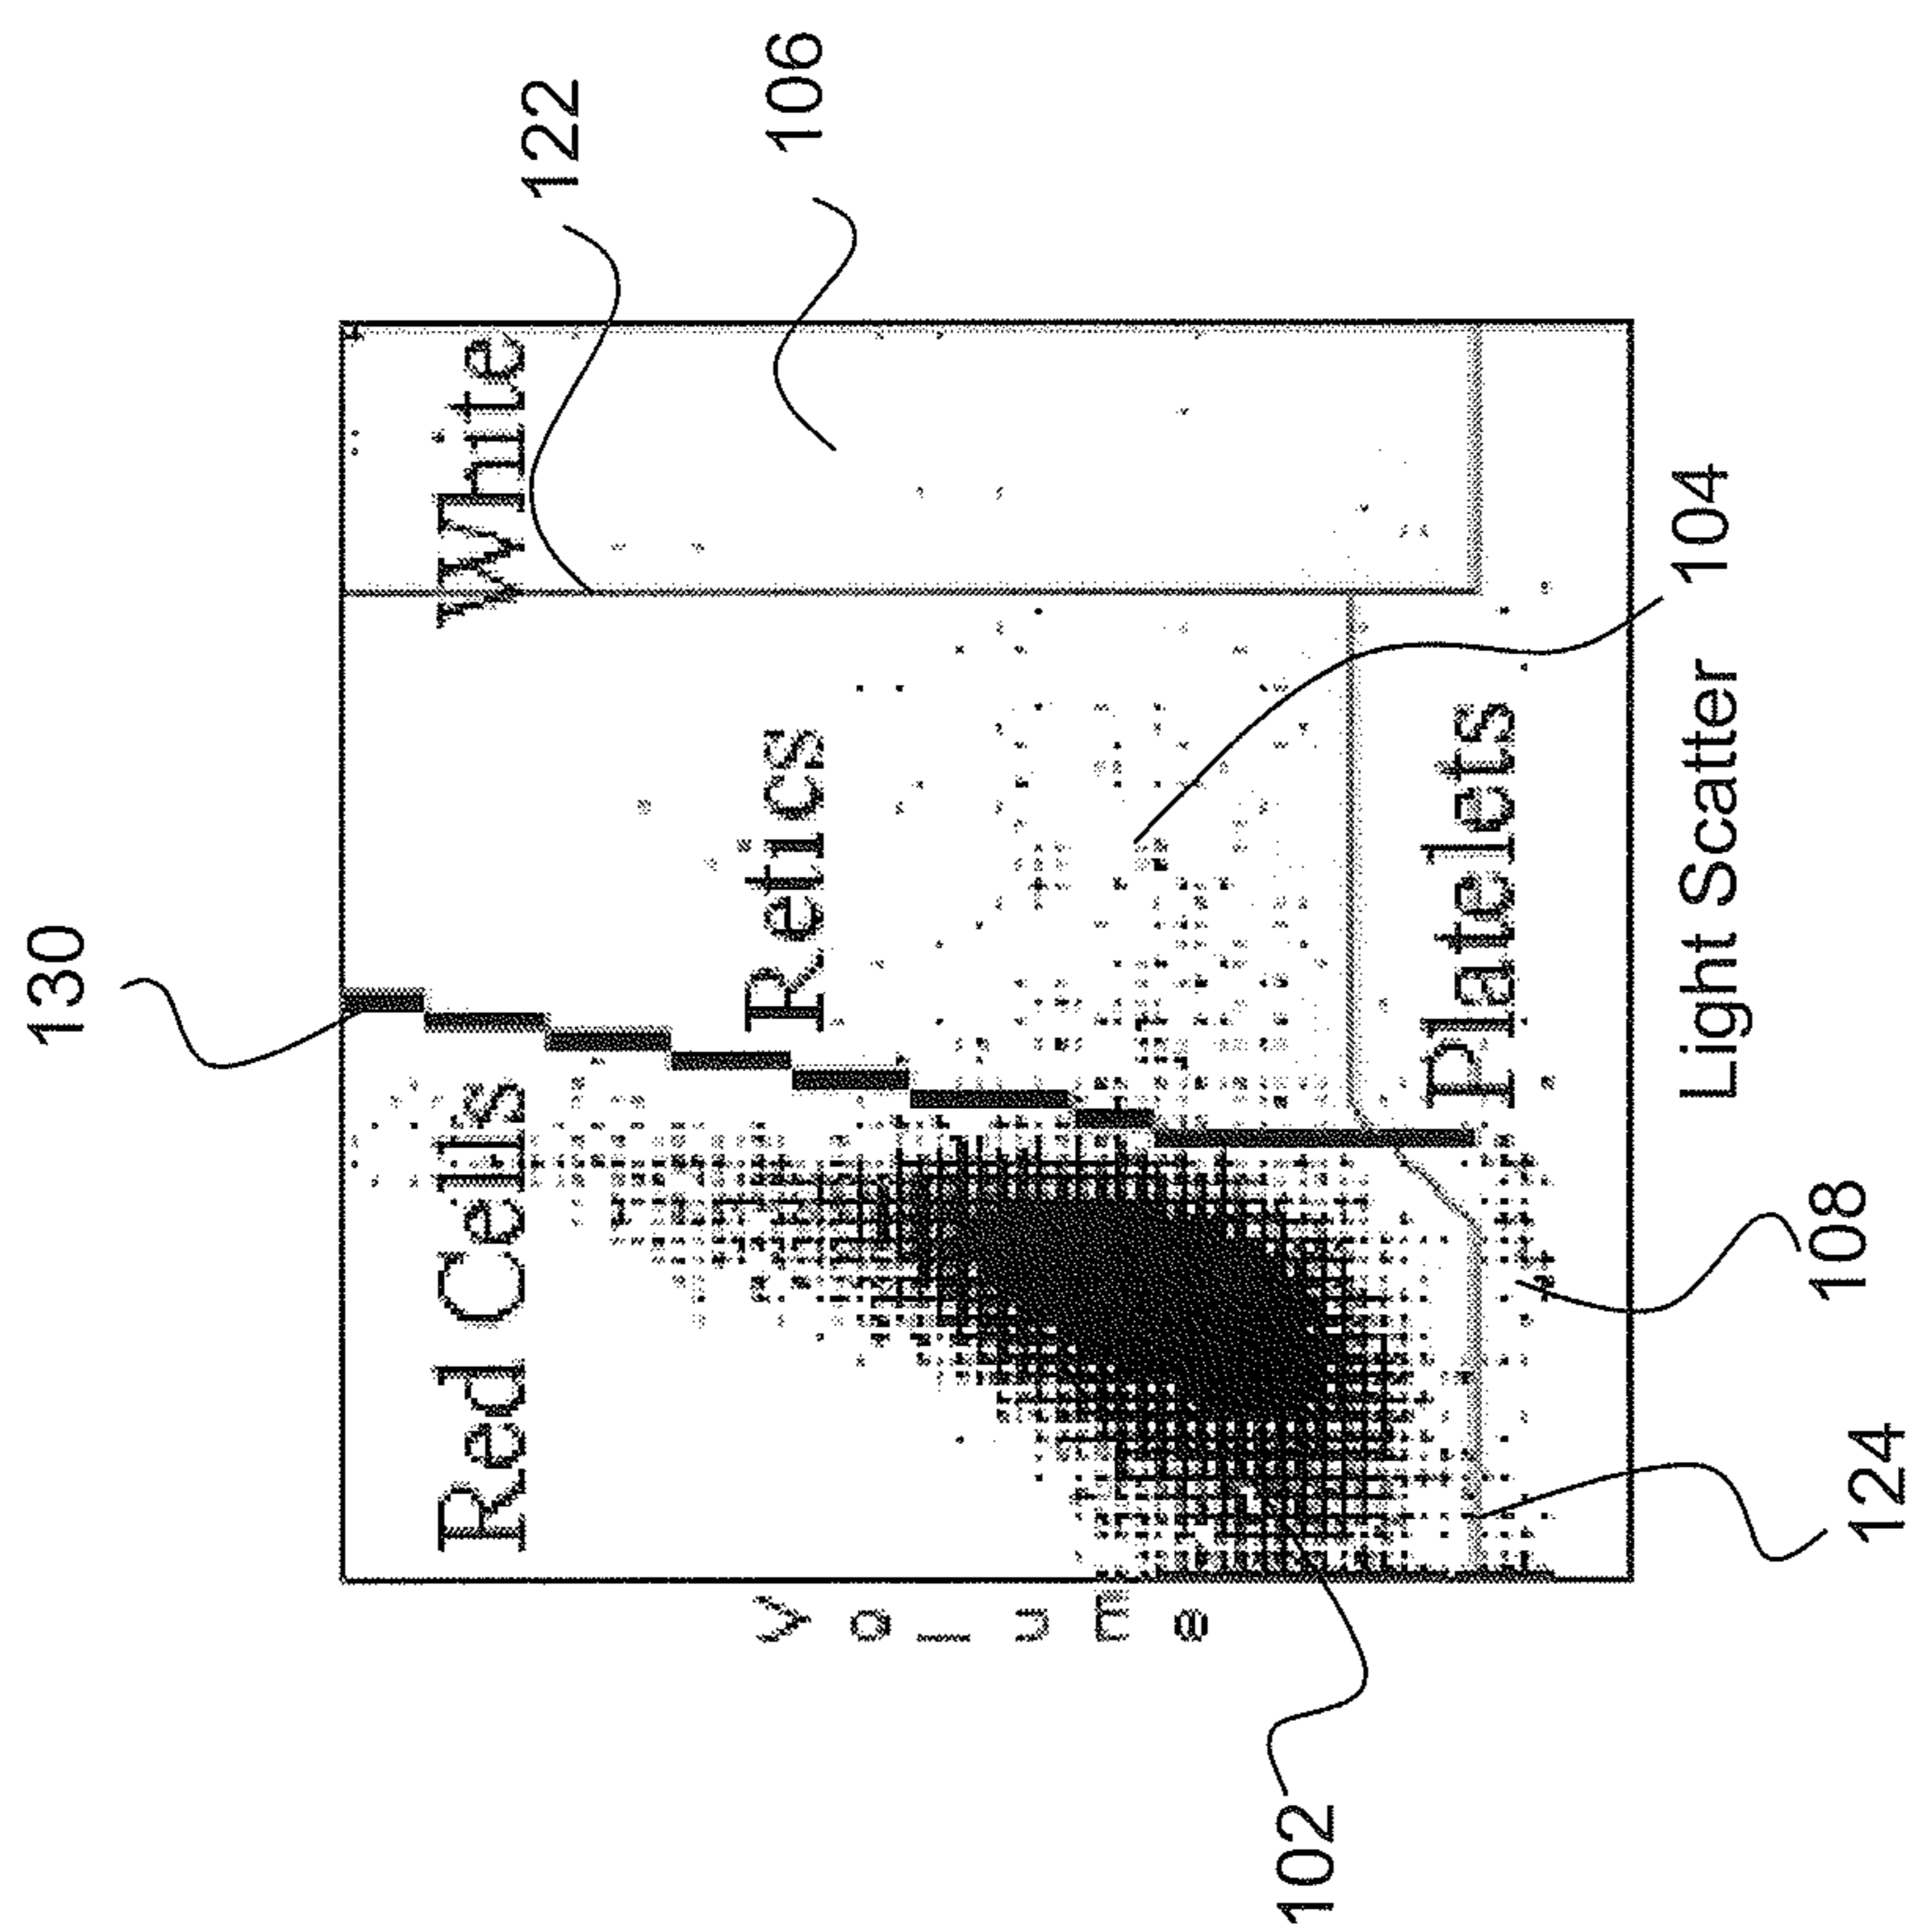 130
122
106
Red Cells
White
Retics
Volume
Platelets
Light Scatter
102
124
108
104